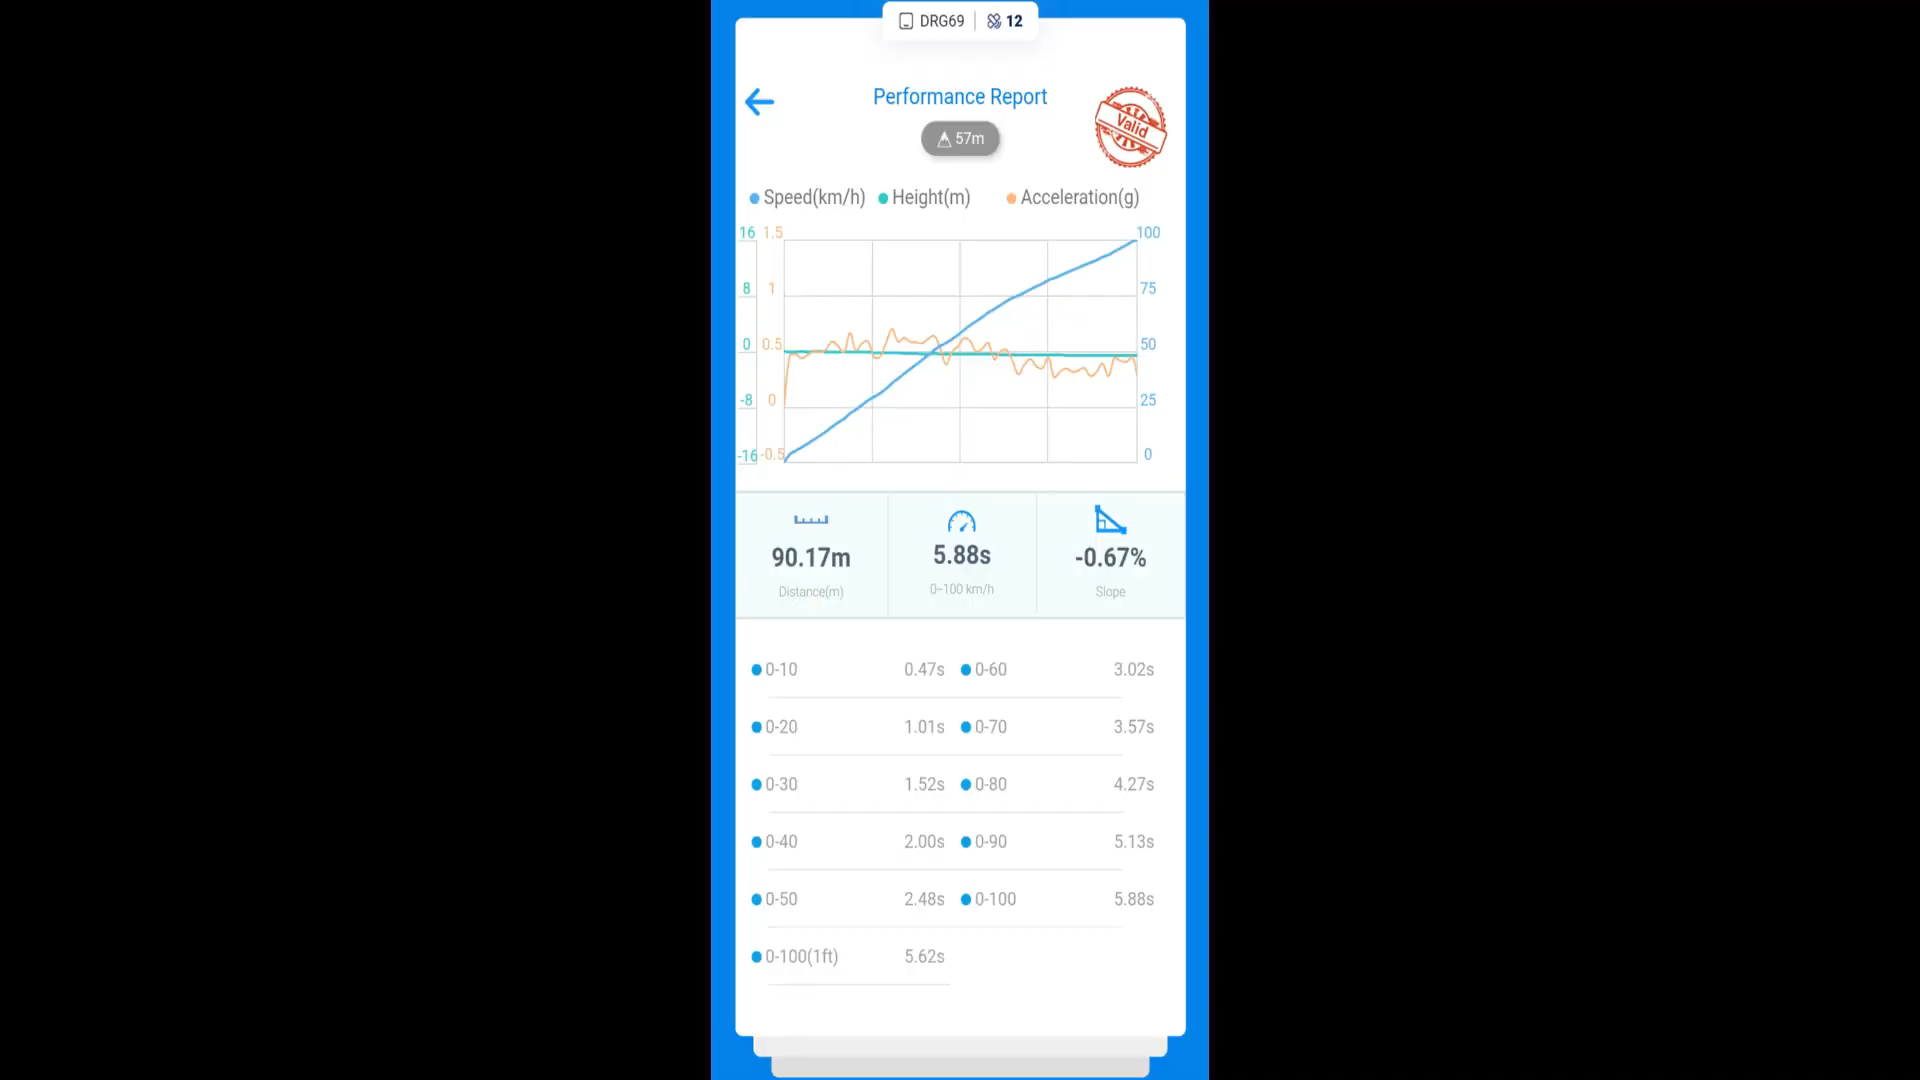 DRG69 12
Performance Report
Valid
57m
Speed(km/h) Height(m) Acceleration(g)
16 1.5 100
8 1 75
0 0.5 50
-8 0 25
-16 -0.5 0
90.17m 5.88s -0.67%
Distance(m) 0-100 km/h Slope
0-10 0.47s 0-60 3.02s
0-20 1.01s 0-70 3.57s
0-30 1.52s 0-80 4.27s
0-40 2.00s 0-90 5.13s
0-50 2.48s 0-100 5.88s
0-100(1ft) 5.62s